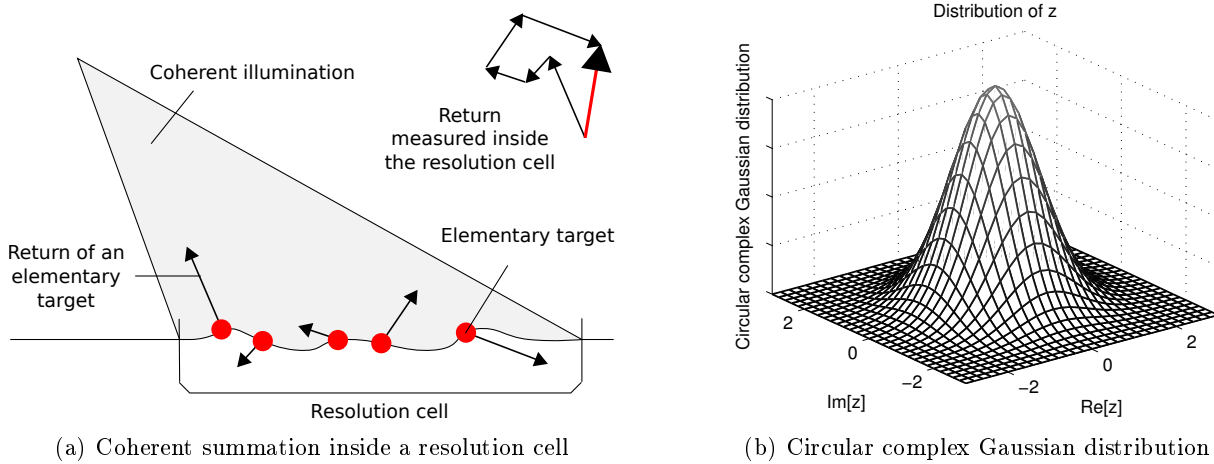 Coherent illumination
Return
measured inside
the resolution cell
Return of an
elementary
target
Elementary target
Resolution cell
(a) Coherent summation inside a resolution cell
Distribution of z
Circular complex Gaussian distribution
2
0
−2
Im[z]
−2
0
2
Re[z]
(b) Circular complex Gaussian distribution